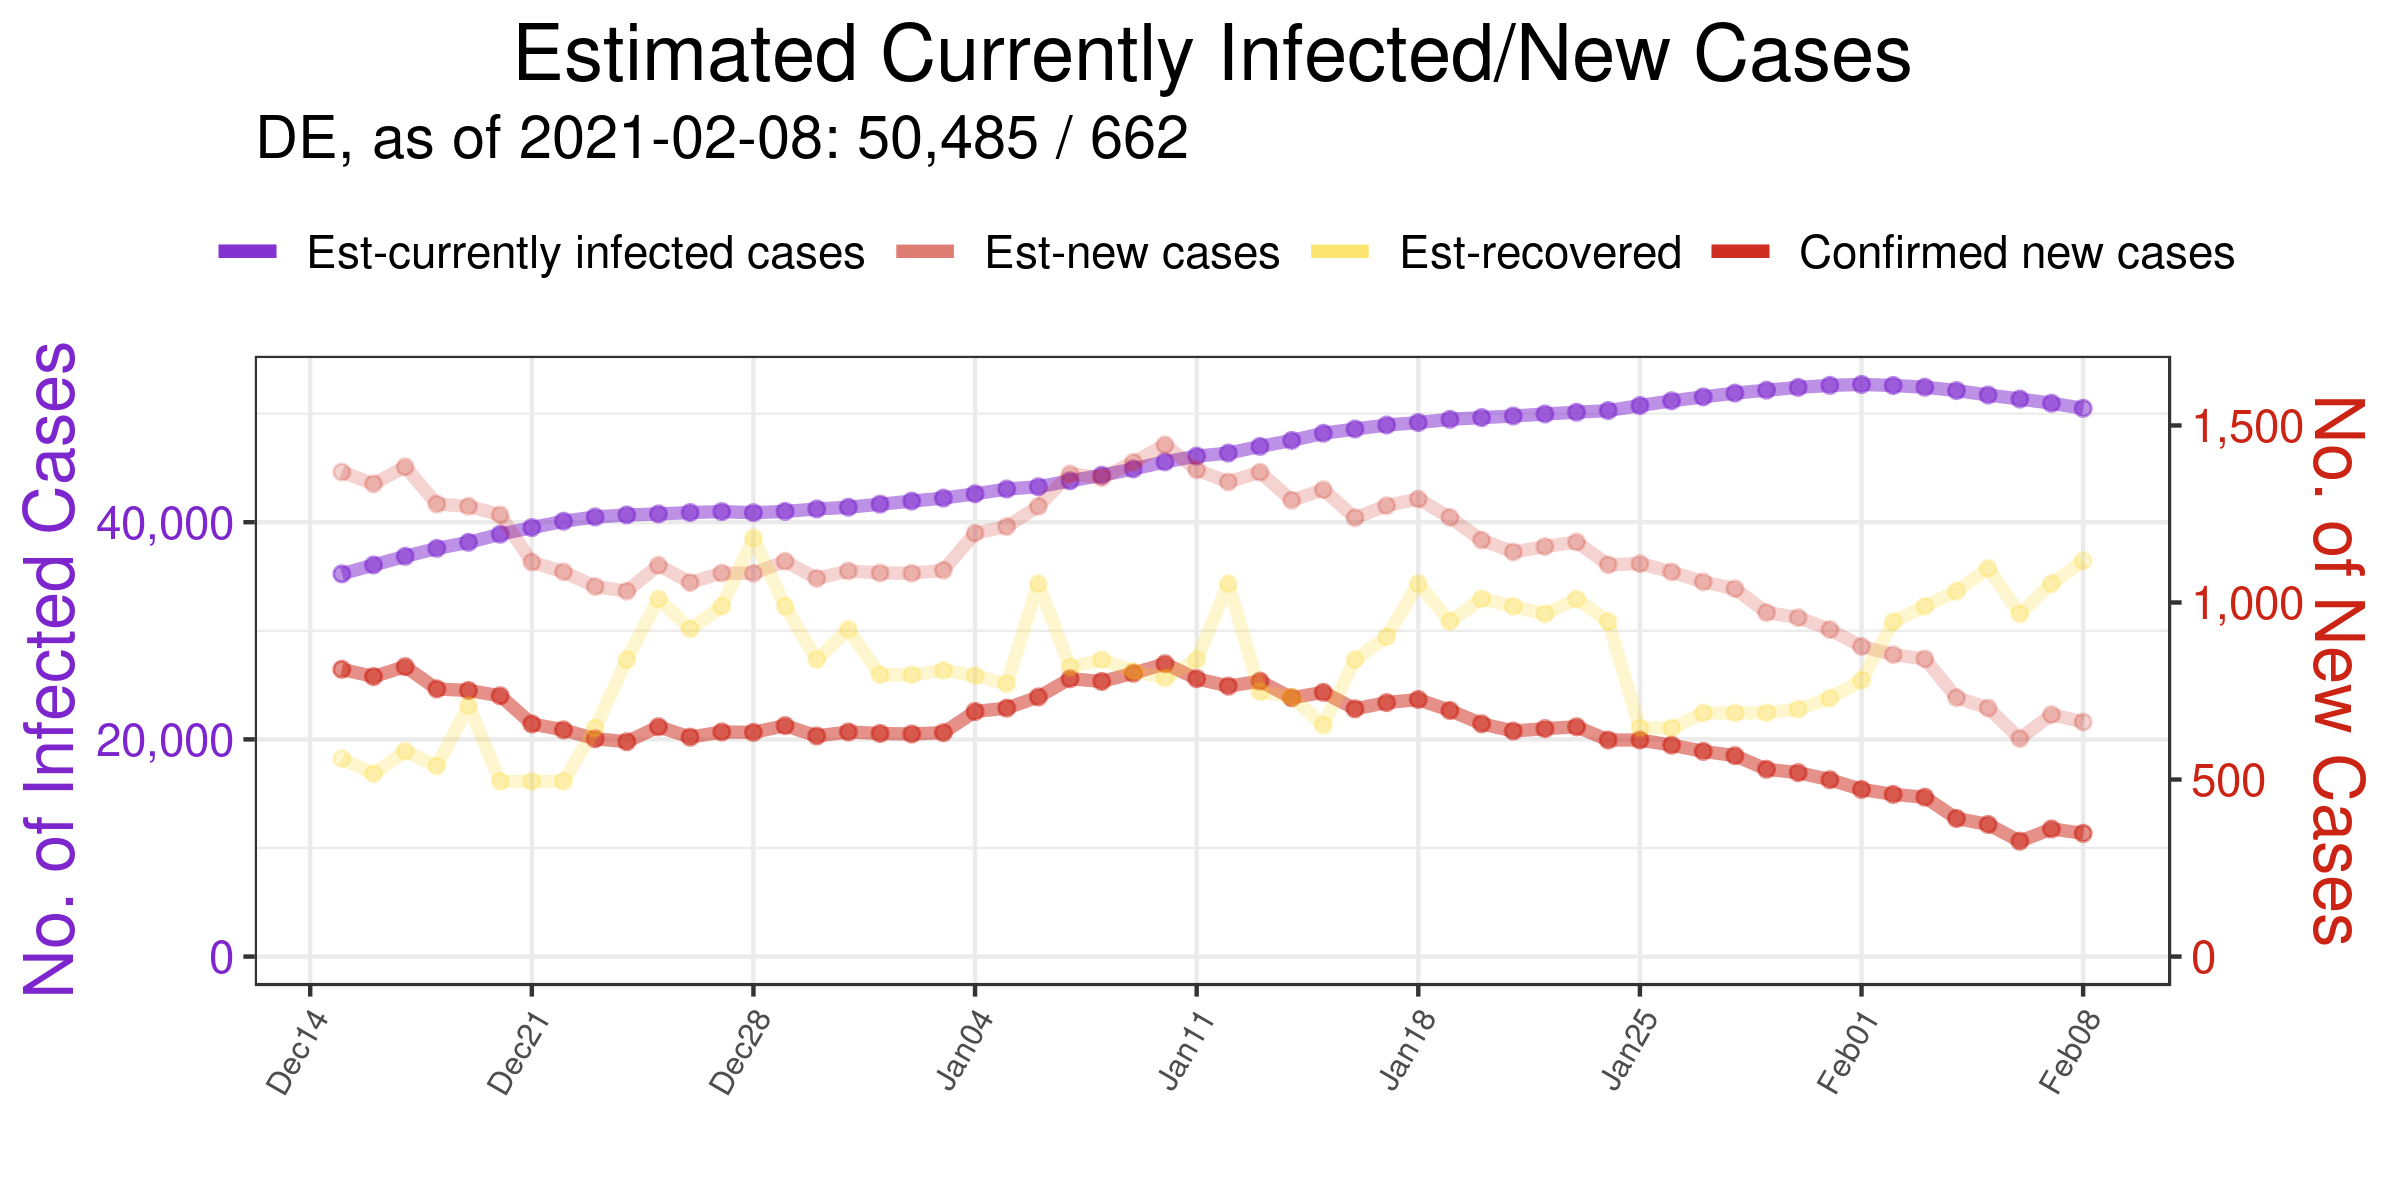 Estimated Currently Infected/New Cases
DE, as of 2021-02-08: 50,485 / 662
Est-currently infected cases Est-new cases Est-recovered Confirmed new cases
No. of Infected Cases
40,000
20,000
0
1,500
1,000
500
0
No. of New Cases
Dec14 Dec21 Dec28 Jan04 Jan11 Jan18 Jan25 Feb01 Feb08